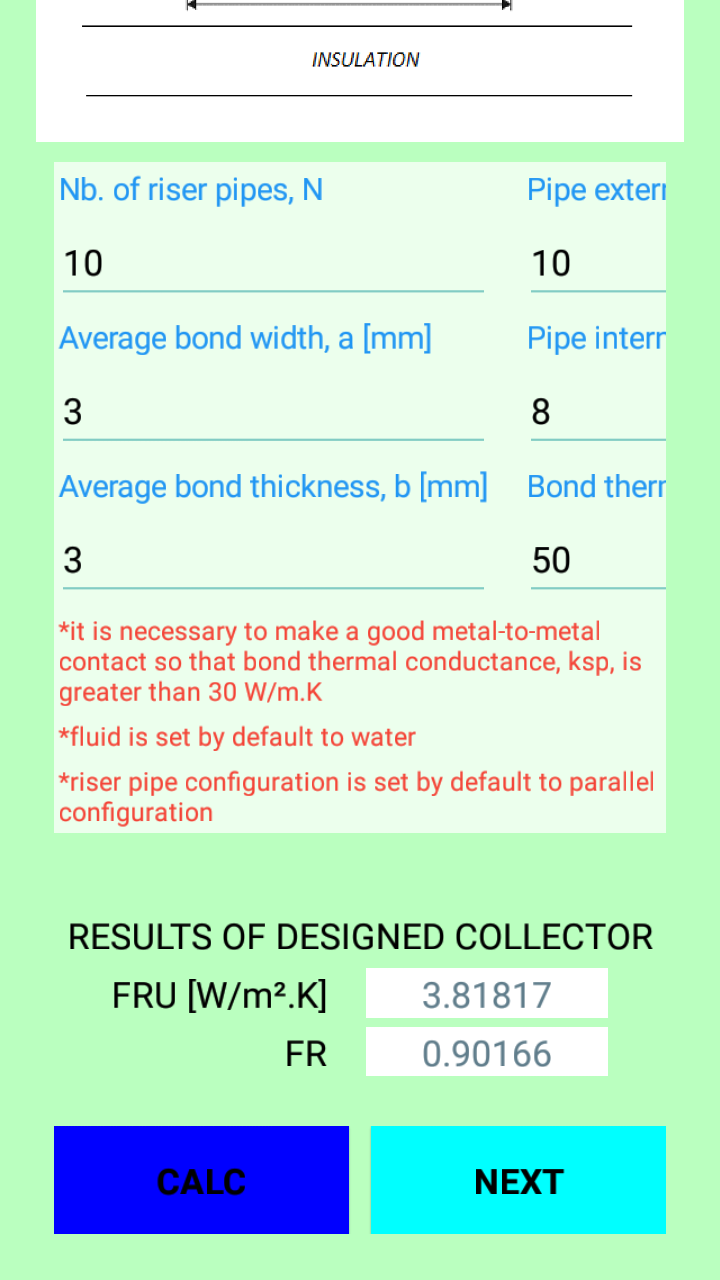 INSULATION
Nb. of riser pipes, N Pipe extern
10 10
Average bond width, a [mm] Pipe intern
3 8
Average bond thickness, b [mm] Bond therm
3 50
*it is necessary to make a good metal-to-metal
contact so that bond thermal conductance, ksp, is
greater than 30 W/m.K
*fluid is set by default to water
*riser pipe configuration is set by default to parallel
configuration
RESULTS OF DESIGNED COLLECTOR
FRU [W/m².K] 3.81817
FR 0.90166
CALC NEXT